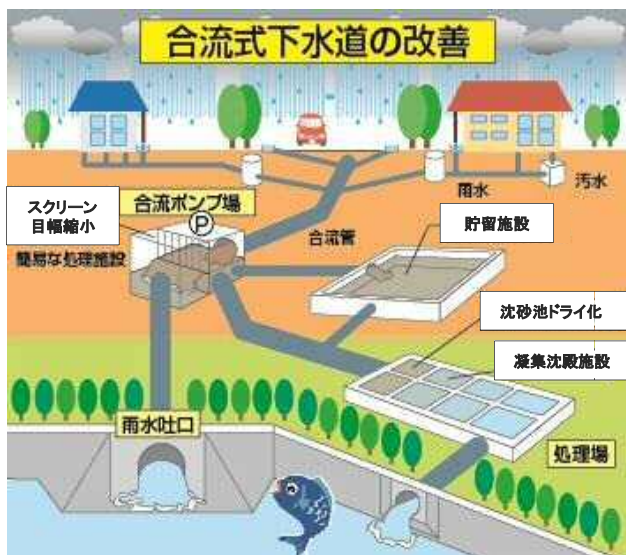 合流式下水道の改善
雨水
汚水
スクリーン
目幅縮小
合流ポンプ場
P
簡易な処理施設
合流管
貯留施設
沈砂池ドライ化
凝集沈殿施設
雨水吐口
処理場